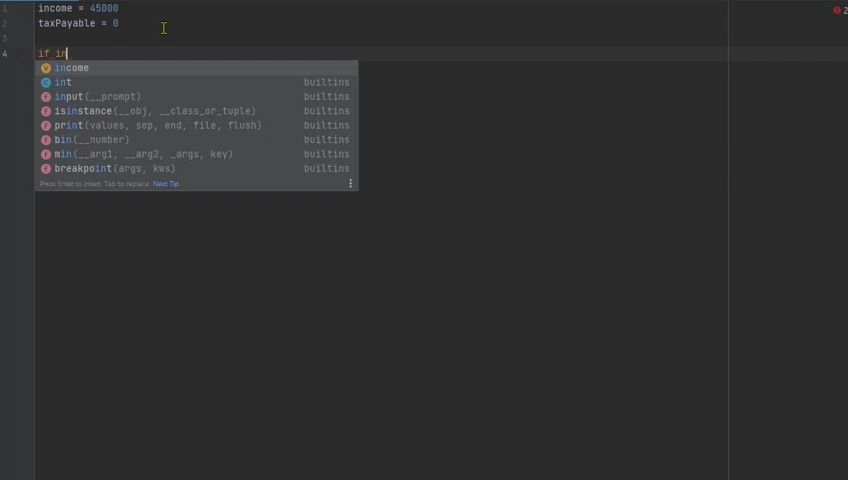 1 income = 45000
2 taxPayable = 0
3
4 if in
income
int builtins
input(__prompt) builtins
isinstance(__obj, __class_or_tuple) builtins
print(values, sep, end, file, flush) builtins
bin(__number) builtins
min(__arg1, __arg2, _args, key) builtins
breakpoint(args, kws) builtins
Press Enter to insert, Tab to replace Next Tip
2